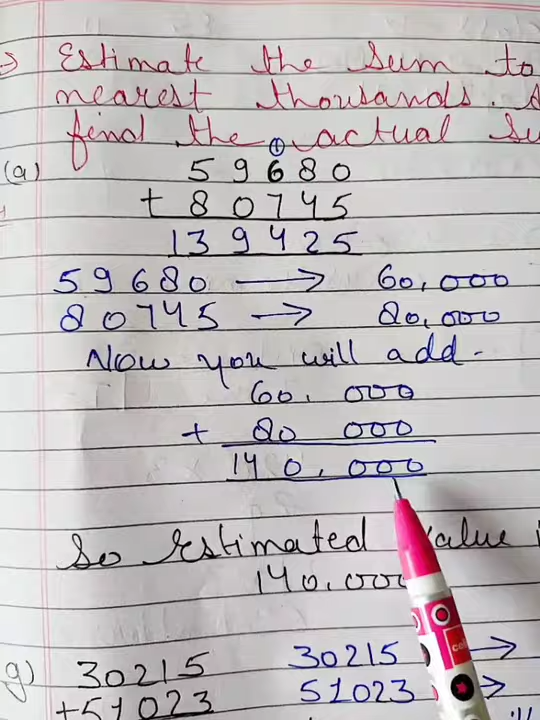 Estimate the sum to
nearest thousands.
find the actual
(a) 59680
+ 80745
139425
59680 → 60,000
80745 → 80,000
Now you will add -
60,000
+ 80 000
140,000
So Estimated value
140,000
g) 30215 30215 →
+51023 51023 →